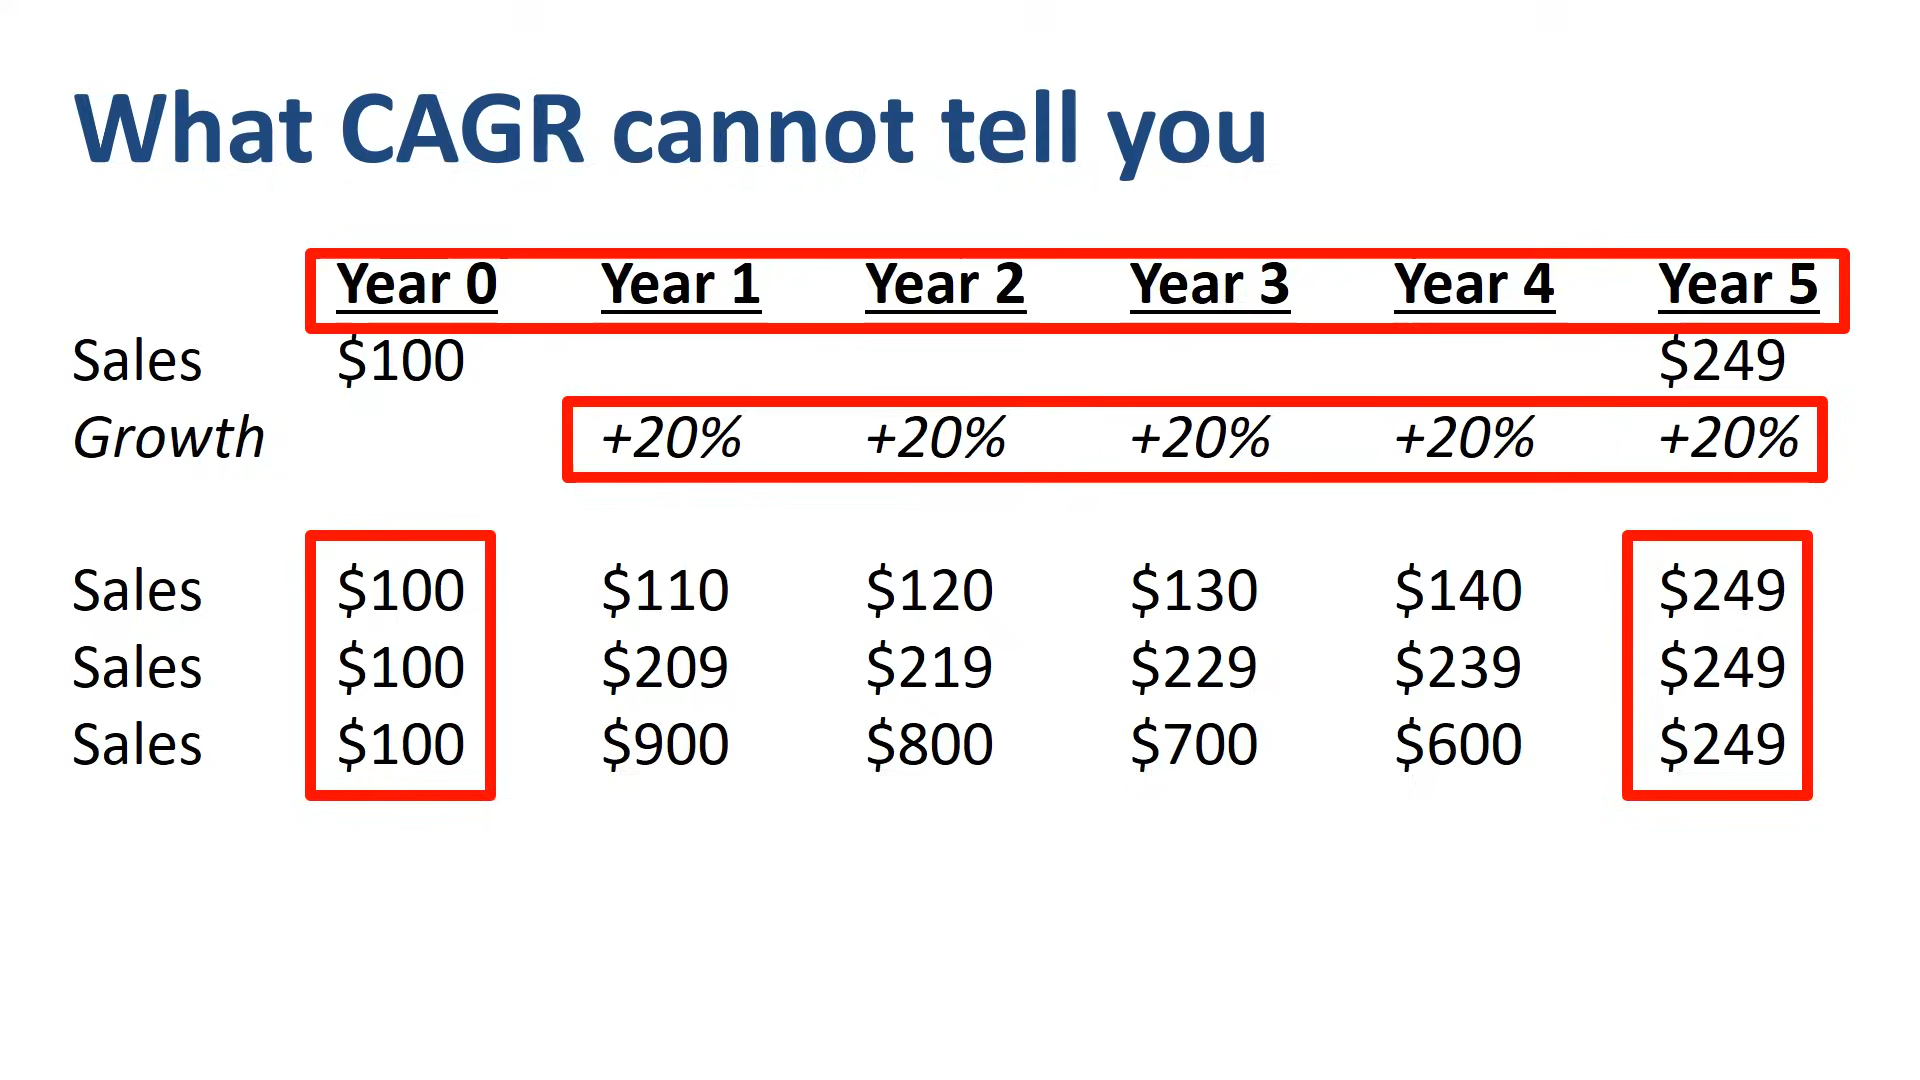 What CAGR cannot tell you
Year 0 Year 1 Year 2 Year 3 Year 4 Year 5
Sales $100 $249
Growth +20% +20% +20% +20% +20%
Sales $100 $110 $120 $130 $140 $249
Sales $100 $209 $219 $229 $239 $249
Sales $100 $900 $800 $700 $600 $249